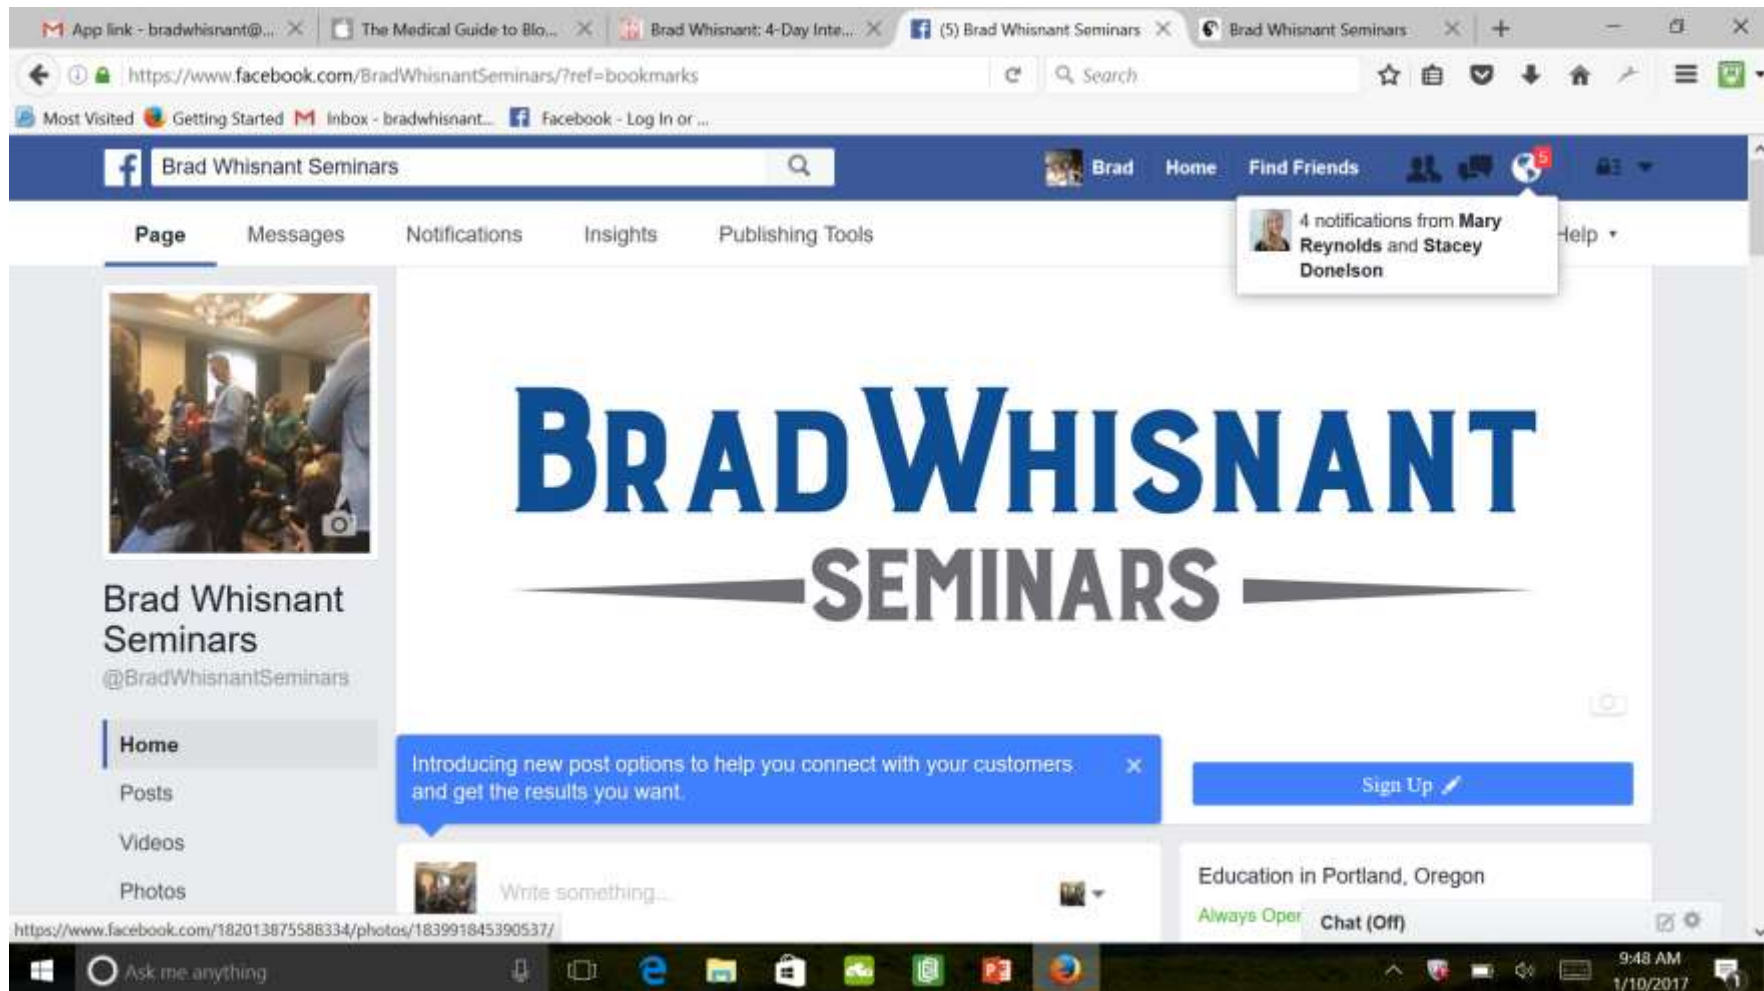 App link - bradwhisnant@...
The Medical Guide to Blo...
Brad Whisnant: 4-Day Inte...
(5) Brad Whisnant Seminars
Brad Whisnant Seminars
https://www.facebook.com/BradWhisnantSeminars/?ref=bookmarks
Search
Most Visited
Getting Started
Inbox - bradwhisnant...
Facebook - Log In or ...
Brad Whisnant Seminars
Brad
Home
Find Friends
5
Page
Messages
Notifications
Insights
Publishing Tools
Help
4 notifications from Mary
Reynolds and Stacey
Donelson
BRAD WHISNANT
SEMINARS
Brad Whisnant
Seminars
@BradWhisnantSeminars
Home
Posts
Videos
Photos
Introducing new post options to help you connect with your customers
and get the results you want.
Sign Up
Write something...
Education in Portland, Oregon
Always Oper
Chat (Off)
https://www.facebook.com/182013875588334/photos/183991845390537/
Ask me anything
9:48 AM
1/10/2017